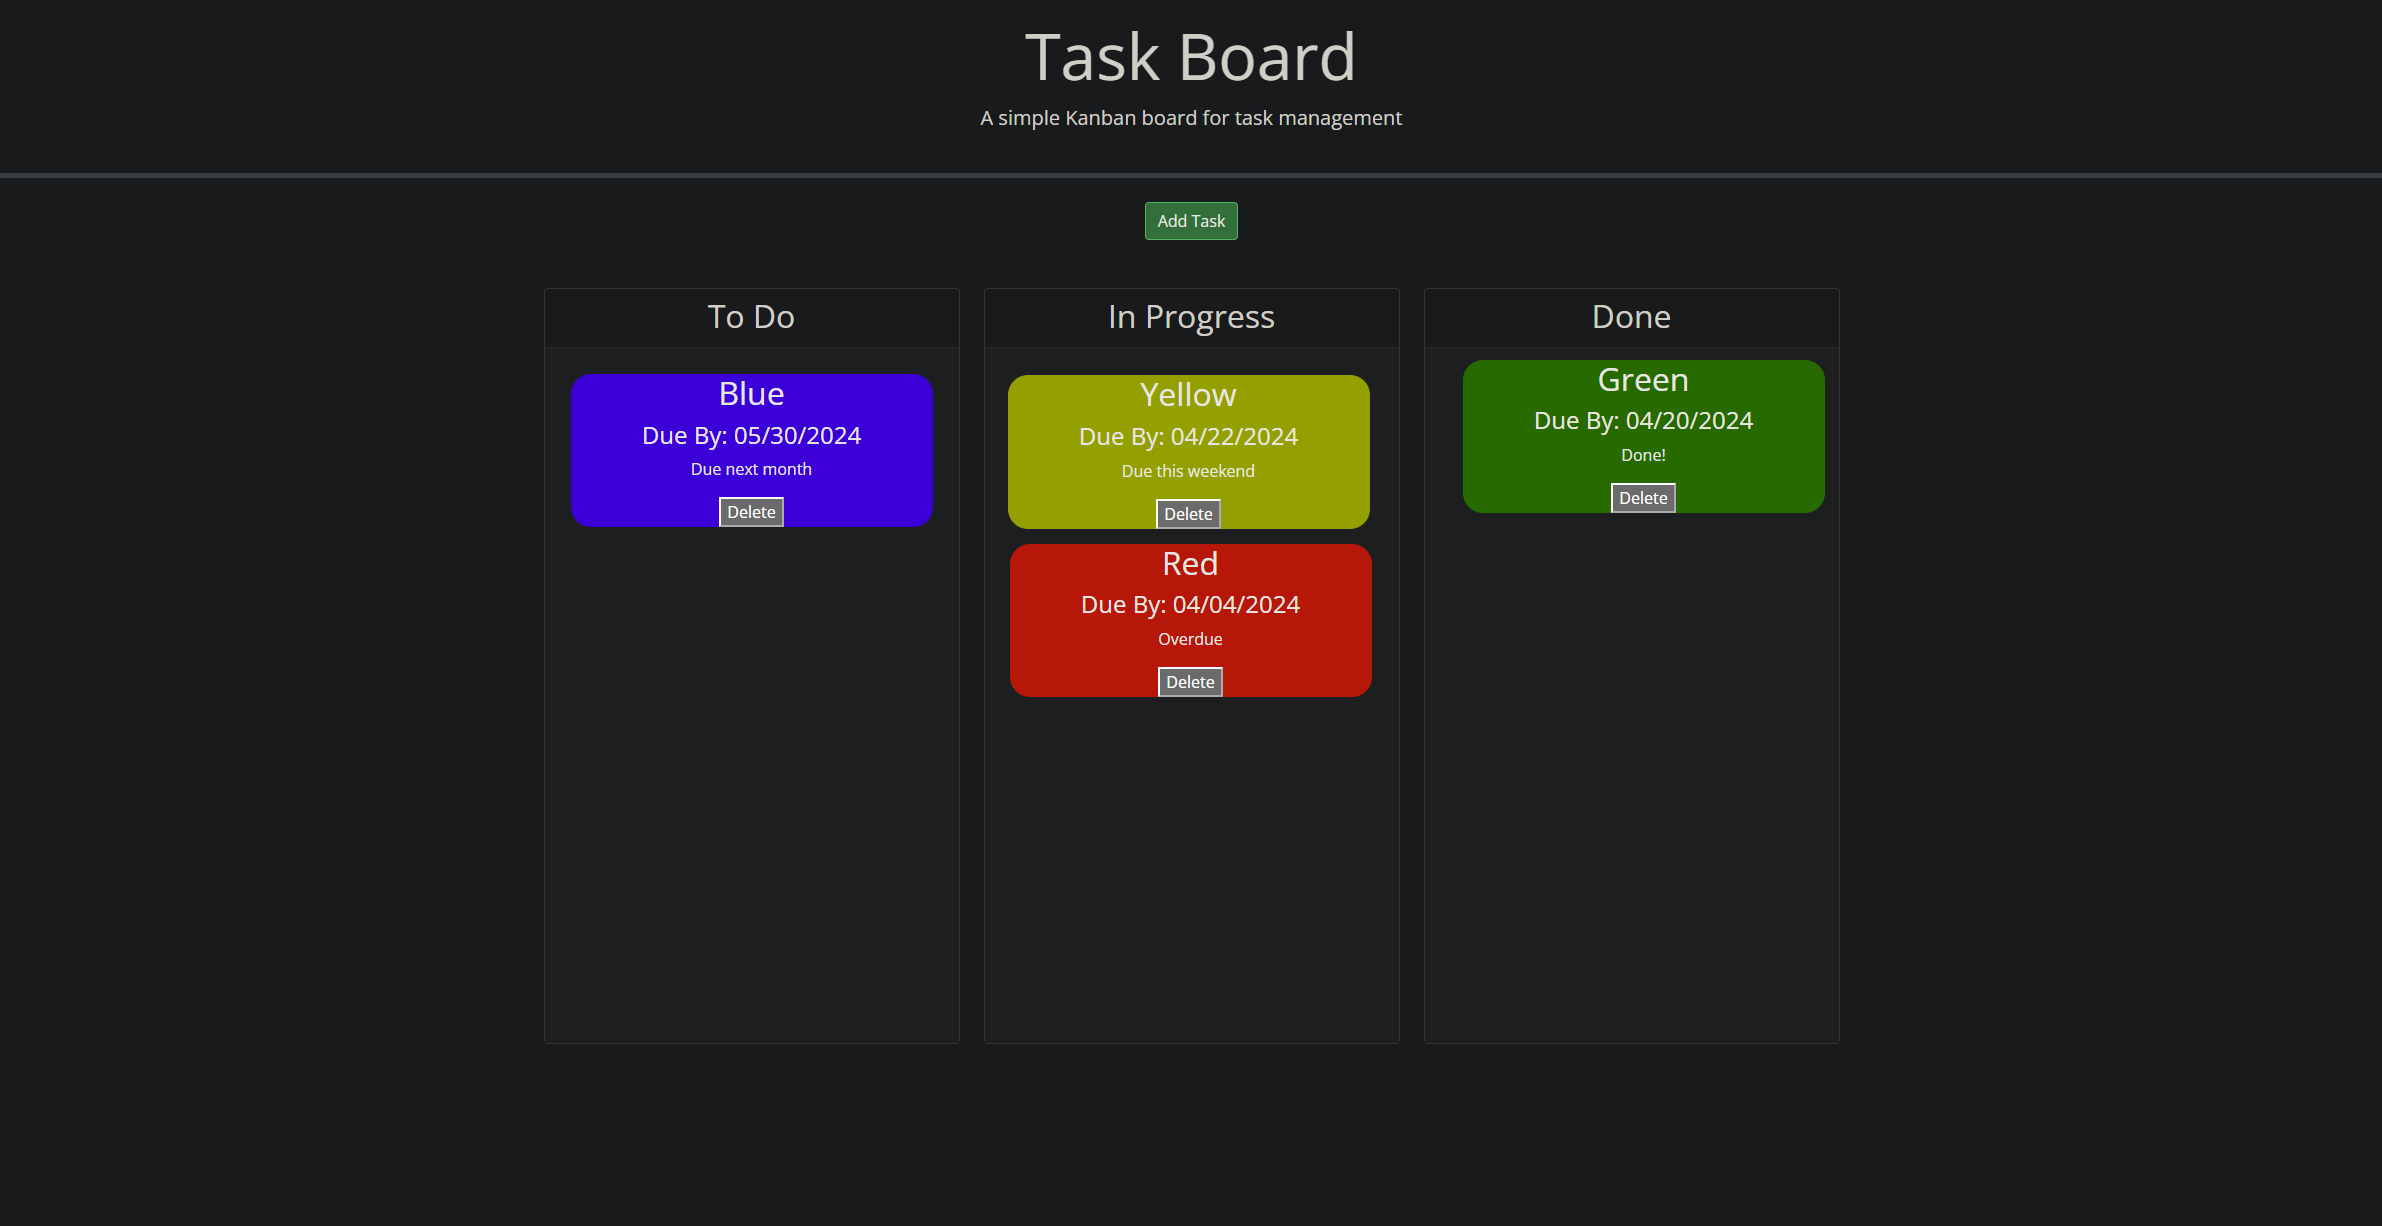 Task Board
A simple Kanban board for task management
Add Task
To Do
Blue
Due By: 05/30/2024
Due next month
Delete
In Progress
Yellow
Due By: 04/22/2024
Due this weekend
Delete
Red
Due By: 04/04/2024
Overdue
Delete
Done
Green
Due By: 04/20/2024
Done!
Delete